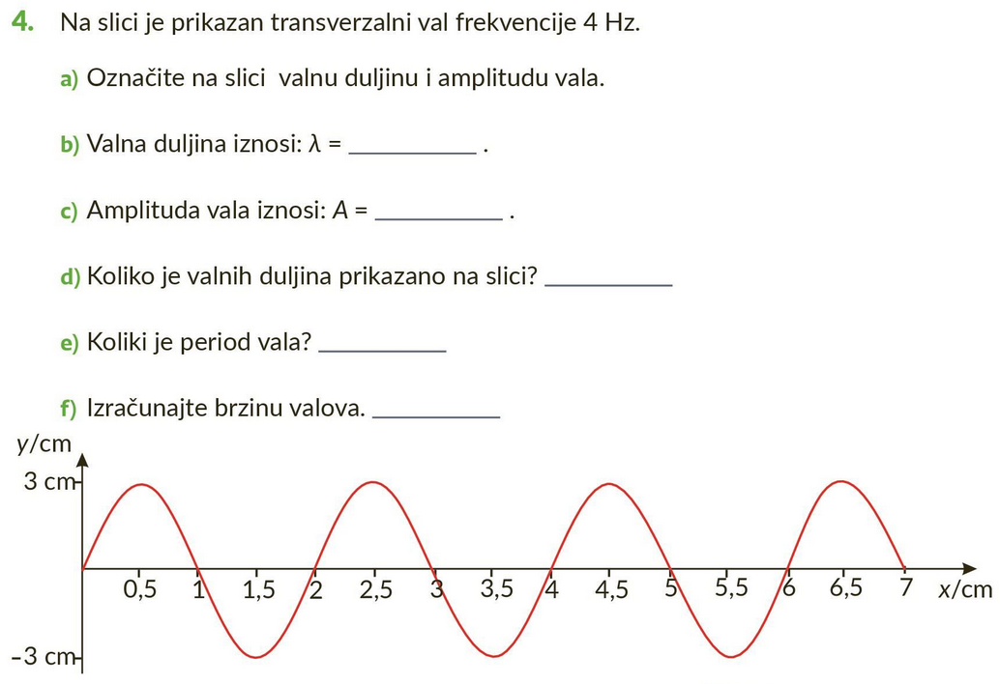 4. Na slici je prikazan transverzalni val frekvencije 4 Hz.
a) Označite na slici valnu duljinu i amplitudu vala.
b) Valna duljina iznosi: λ = __________ .
c) Amplituda vala iznosi: A = __________ .
d) Koliko je valnih duljina prikazano na slici? __________
e) Koliki je period vala? __________
f) Izračunajte brzinu valova. __________
y/cm
3 cm
0,5 1 1,5 2 2,5 3 3,5 4 4,5 5 5,5 6 6,5 7 x/cm
-3 cm